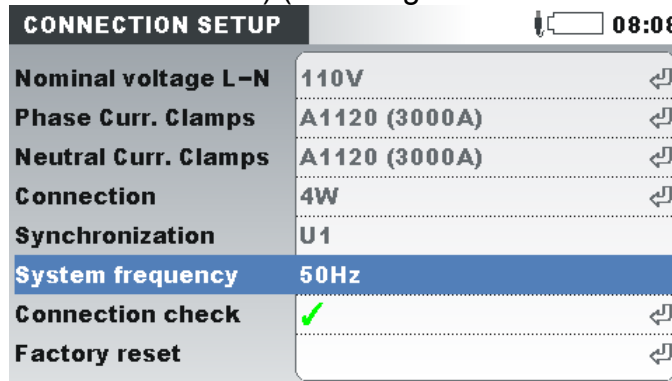 CONNECTION SETUP 08:08
Nominal voltage L-N 110V
Phase Curr. Clamps A1120 (3000A)
Neutral Curr. Clamps A1120 (3000A)
Connection 4W
Synchronization U1
System frequency 50Hz
Connection check ✓
Factory reset